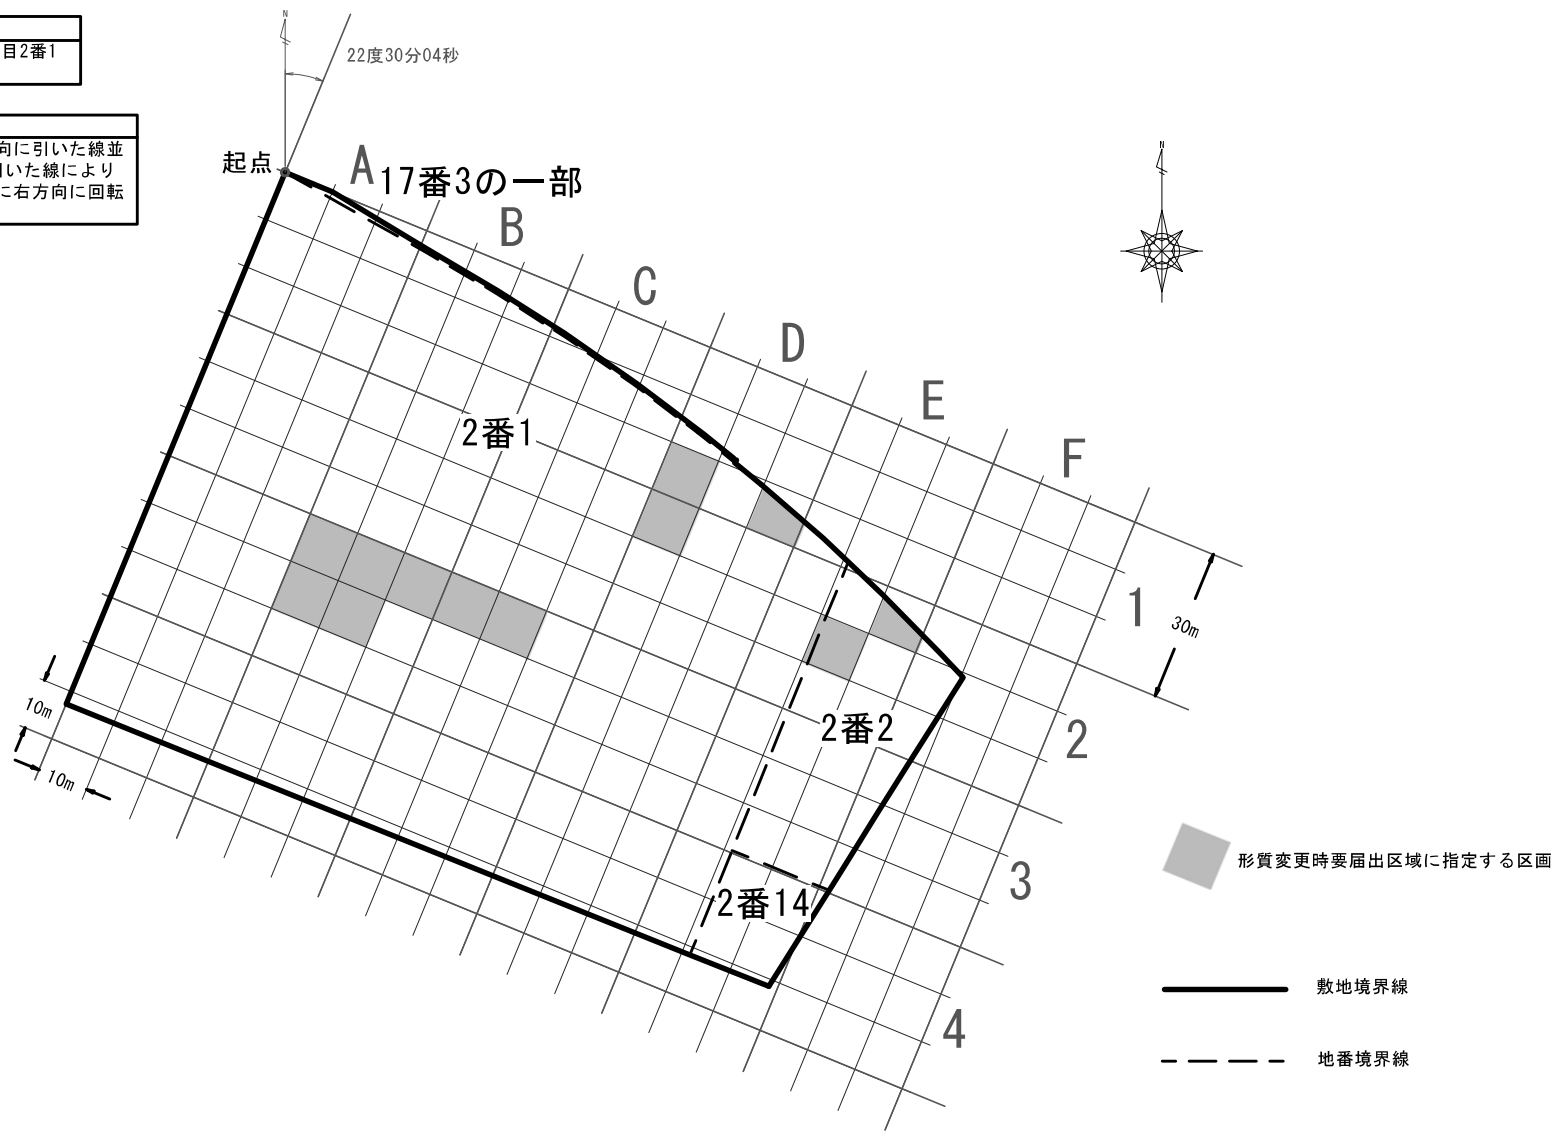 目2番1
向に引いた線並
引いた線により
に右方向に回転
N
22度30分04秒
起点
A
17番3の一部
B
C
D
E
F
N
2番1
1
30m
2番2
2
10m
10m
2番14
3
4
形質変更時要届出区域に指定する区画
敷地境界線
地番境界線